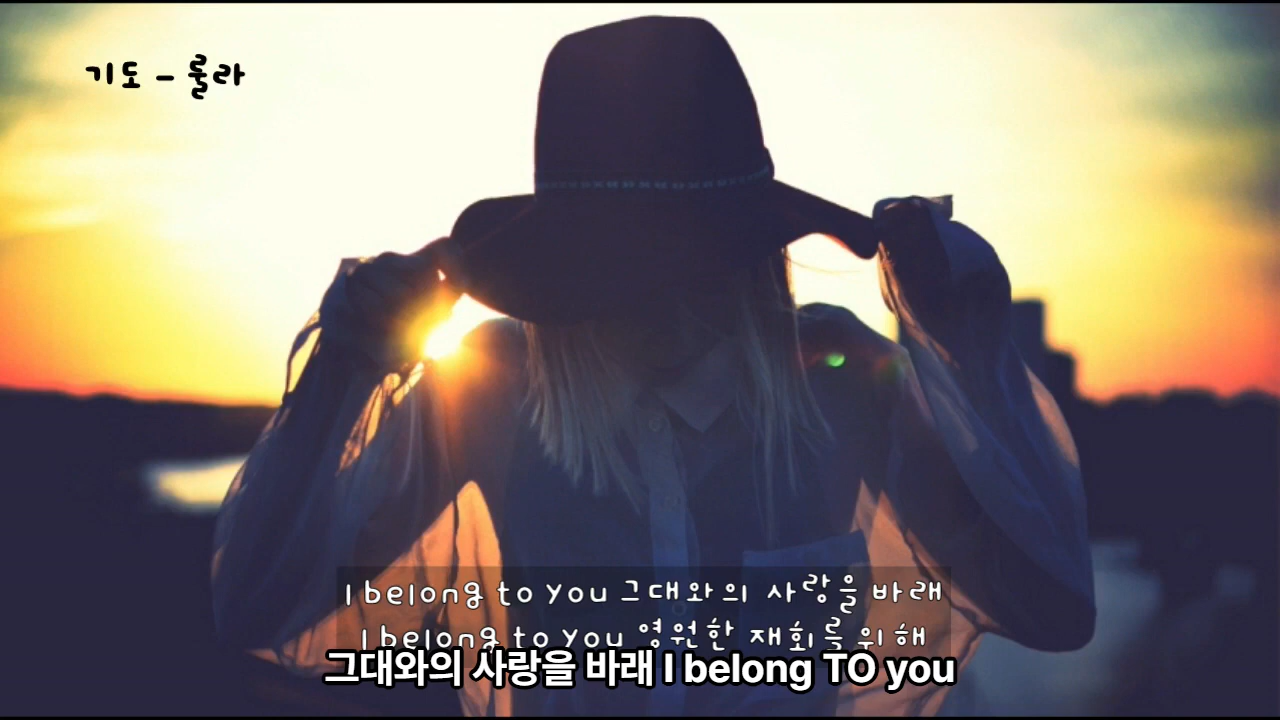 기도 - 룰라
I belong to you 그대와의 사랑을 바래
I belong to you 영원한 재회를 위해
그대와의 사랑을 바래 I belong TO you